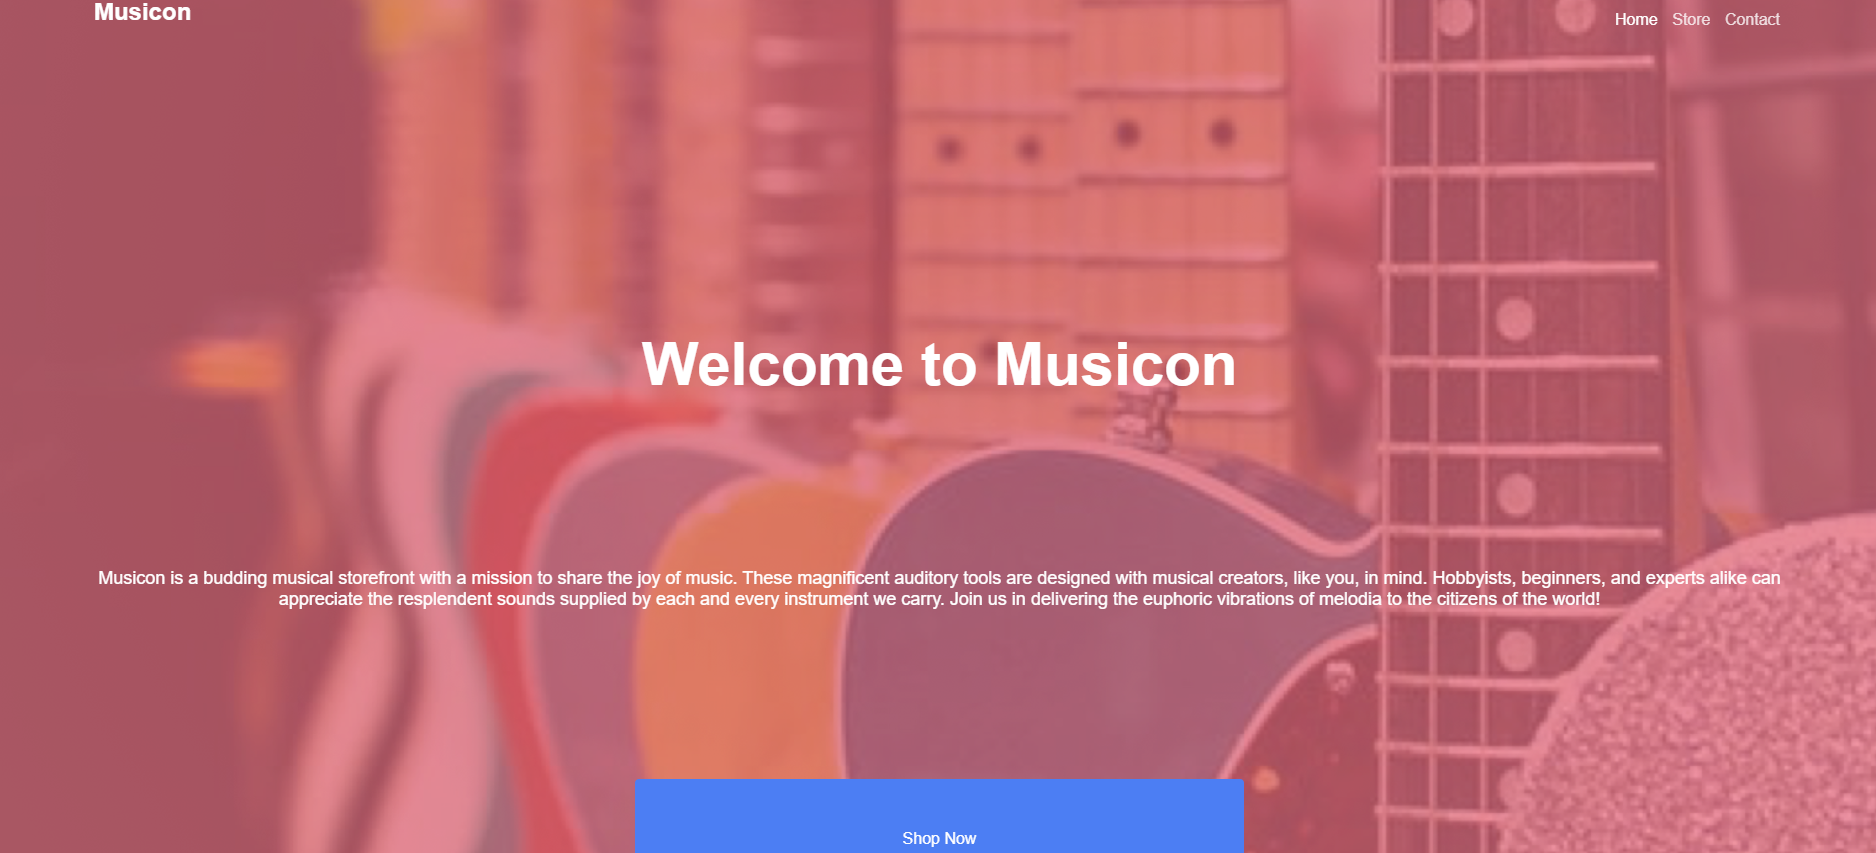 Musicon
Home Store Contact
Welcome to Musicon
Musicon is a budding musical storefront with a mission to share the joy of music. These magnificent auditory tools are designed with musical creators, like you, in mind. Hobbyists, beginners, and experts alike can
appreciate the resplendent sounds supplied by each and every instrument we carry. Join us in delivering the euphoric vibrations of melodia to the citizens of the world!
Shop Now